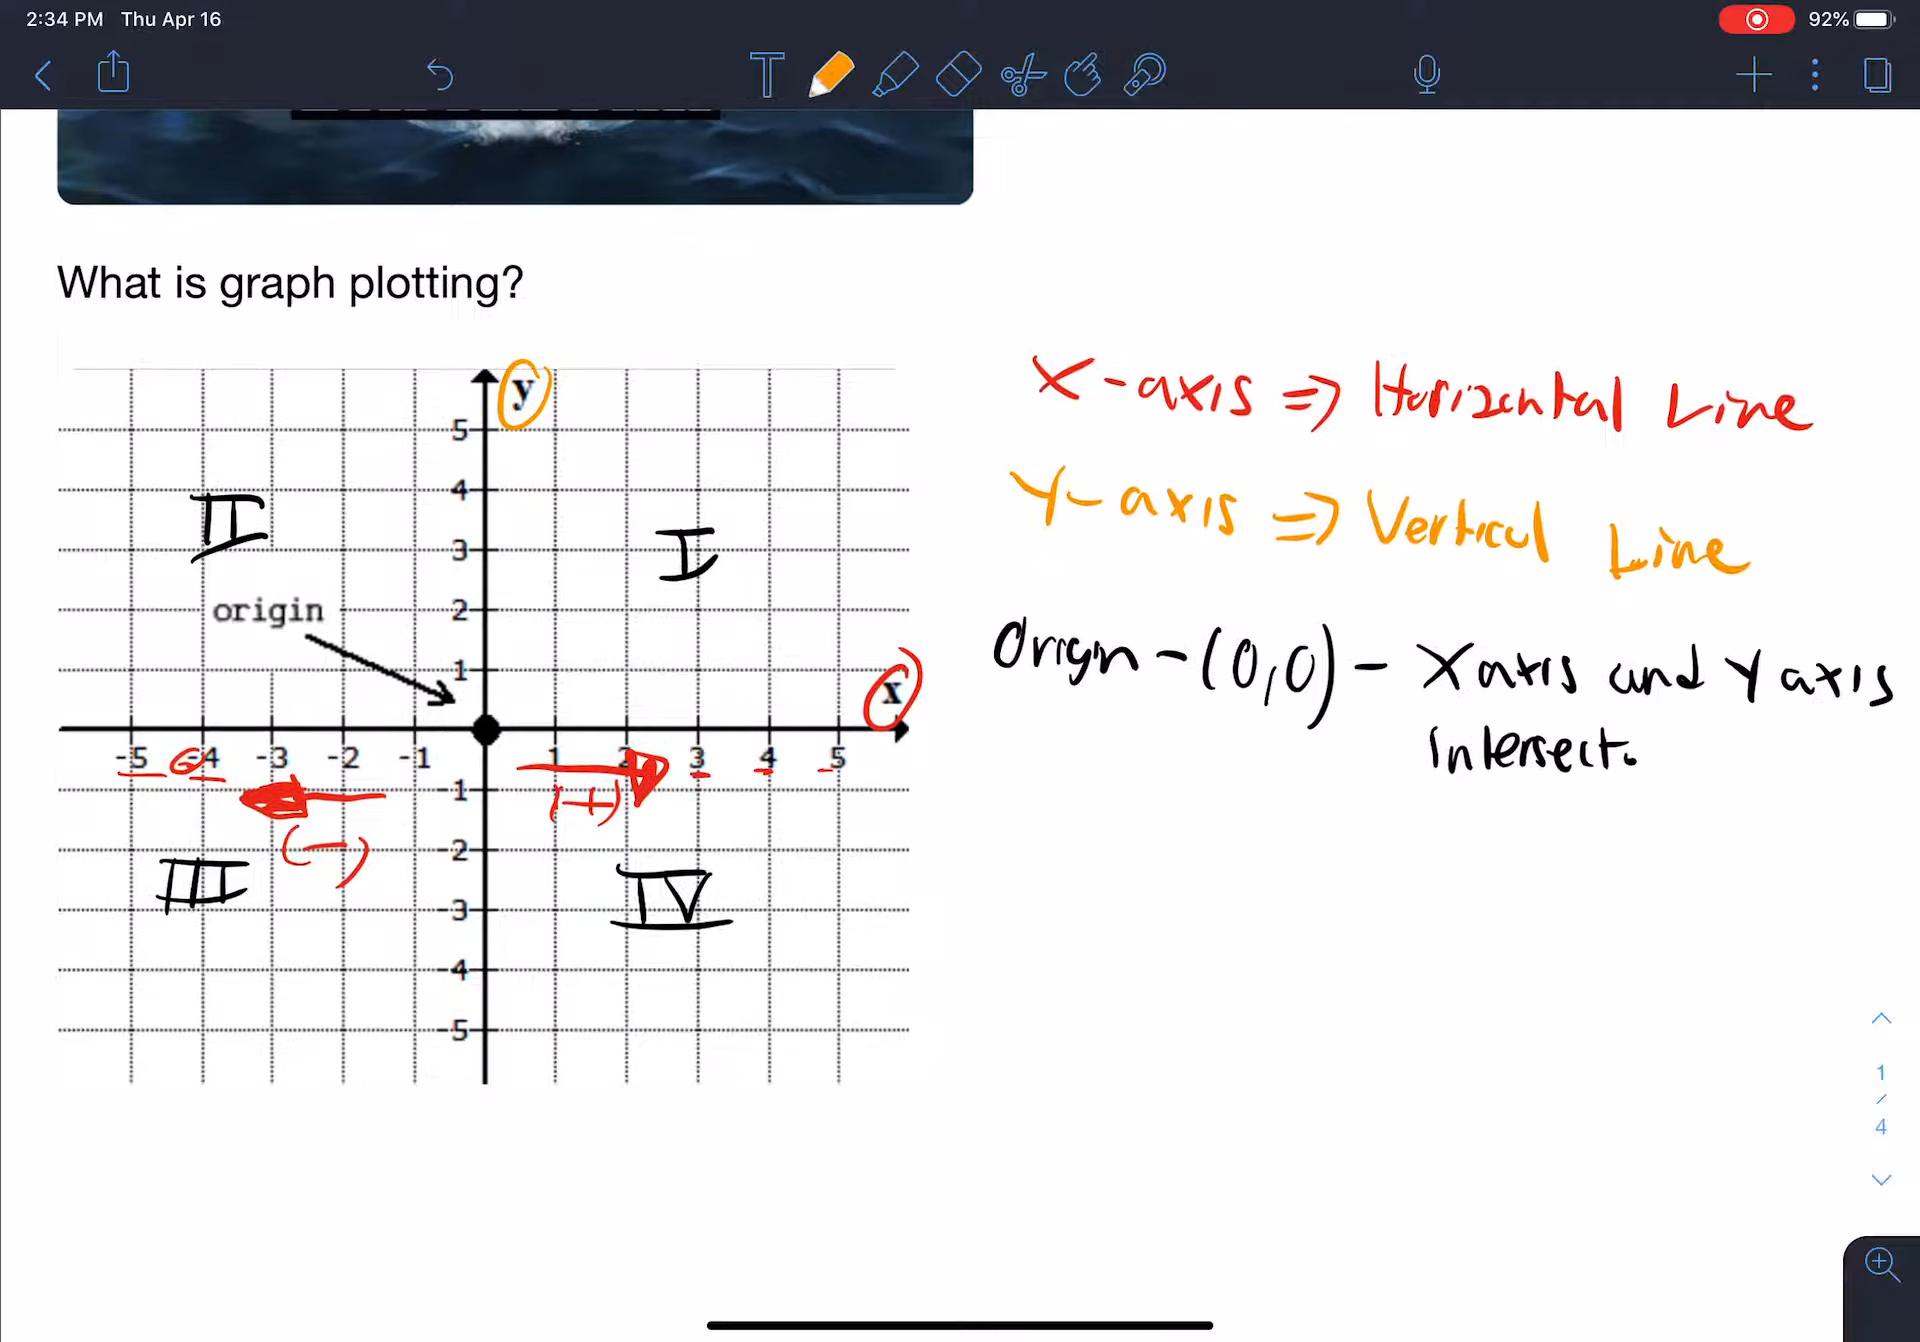 2:34 PM Thu Apr 16
92%
What is graph plotting?
y
5
4
3
2
1
II
I
origin
x
-5 -4 -3 -2 -1 1 2 3 4 5
(+)
(-)
-1
-2
-3
-4
-5
III
IV
X-axis => Horizontal Line
Y-axis => Vertical Line
Origin - (0,0) - X axis and Y axis
intersect.
1
/
4